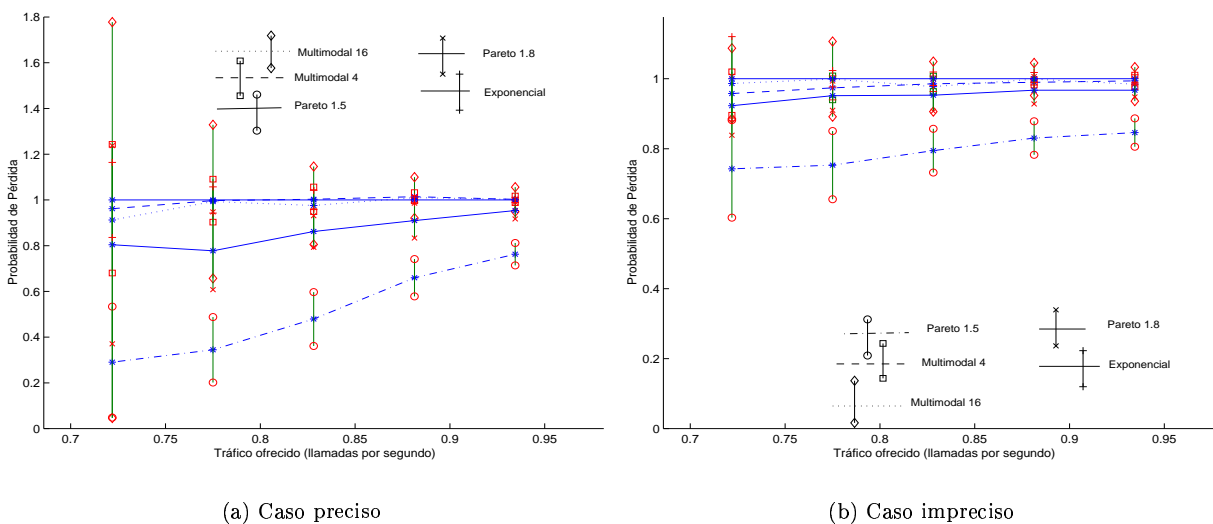 1.8
1.6
1.4
1.2
1
0.8
0.6
0.4
0.2
0
Probabilidad de Pérdida
Multimodal 16
Multimodal 4
Pareto 1.5
Pareto 1.8
Exponencial
0.7 0.75 0.8 0.85 0.9 0.95
Tráfico ofrecido (llamadas por segundo)
(a) Caso preciso
1
0.8
0.6
0.4
0.2
0
Probabilidad de Pérdida
Pareto 1.5
Multimodal 4
Multimodal 16
Pareto 1.8
Exponencial
0.7 0.75 0.8 0.85 0.9 0.95
Tráfico ofrecido (llamadas por segundo)
(b) Caso impreciso